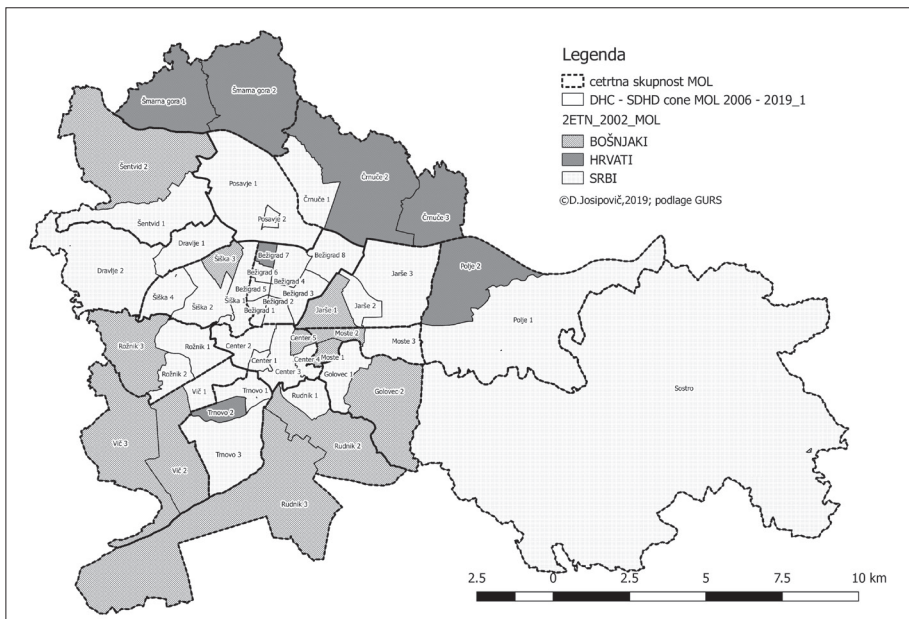 Legenda
cetrtna skupnost MOL
DHC - SDHD cone MOL 2006 - 2019_1
2ETN_2002_MOL
BOŠNJAKI
HRVATI
SRBI
©D.Josipovič,2019; podlage GURS
Šmarna gora 1
Šmarna gora 2
Šentvid 2
Črnuče 2
Posavje 1
Črnuče 1
Črnuče 3
Posavje 2
Šentvid 1
Dravlje 1
Bežigrad 7
Bežigrad 8
Polje 2
Šiška 3
Jarše 3
Dravlje 2
Bežigrad 6
Bežigrad 4
Šiška 4
Bežigrad 5
Bežigrad 3
Šiška 1
Bežigrad 2
Šiška 2
Bežigrad 1
Jarše 1
Jarše 2
Polje 1
Moste 2
Rožnik 3
Rožnik 1
Center 2
Center 5
Moste 3
Center 1
Center 4
Moste 1
Rožnik 2
Center 3
Golovec 1
Sostro
Vič 1
Trnovo 1
Rudnik 1
Golovec 2
Trnovo 2
Vič 3
Trnovo 3
Rudnik 2
Vič 2
Rudnik 3
2.5 0 2.5 5 7.5 10 km